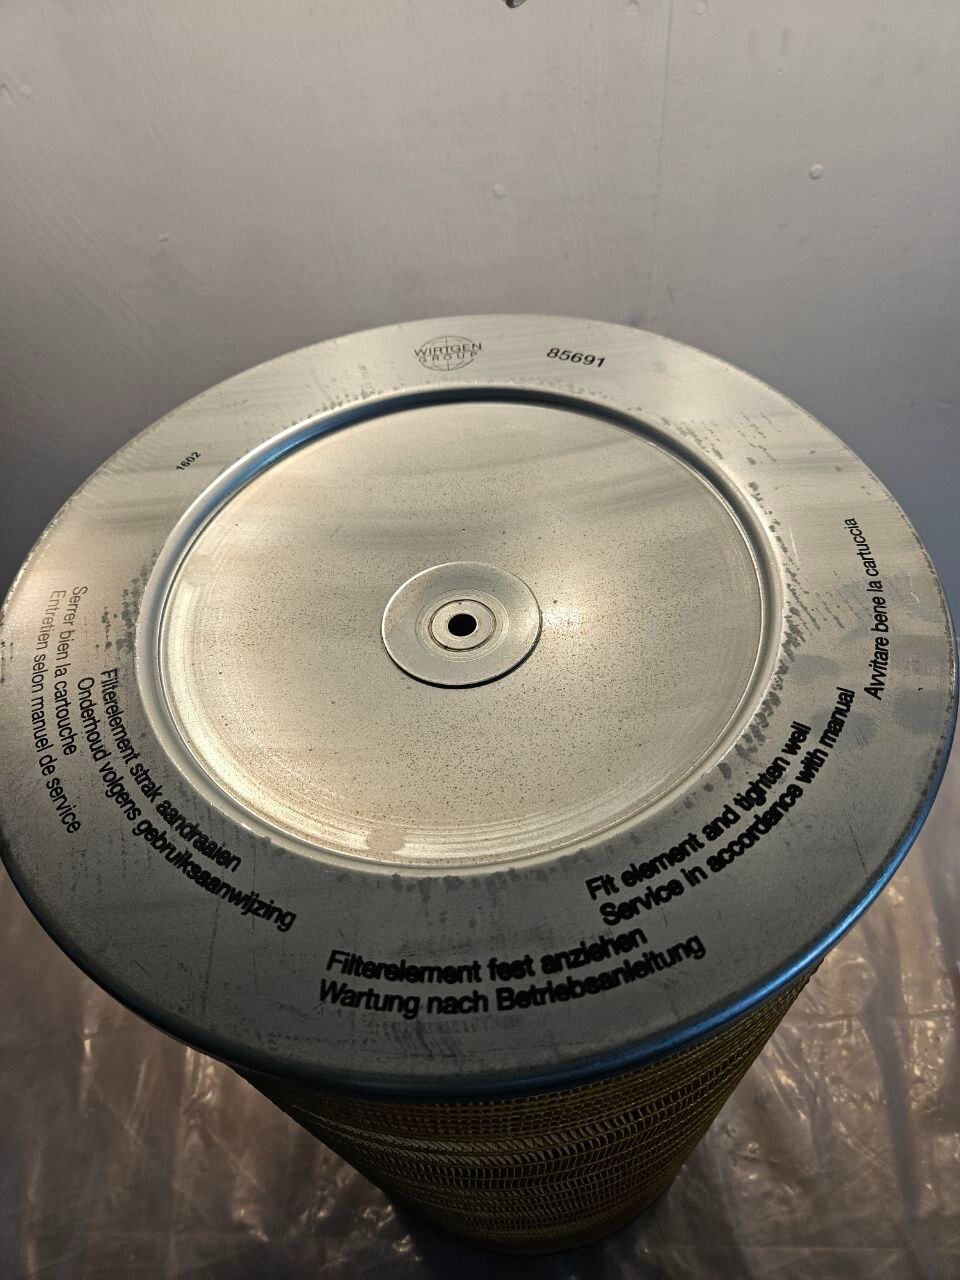 WIRTGEN
GROUP
85691
1602
Avvitare bene la cartuccia
Fit element and tighten well
Service in accordance with manual
Filterelement fest anziehen
Wartung nach Betriebsanleitung
Filterelement strak aandraaien
Onderhoud volgens gebruiksaanwijzing
Serrer bien la cartouche
Entretien selon manuel de service